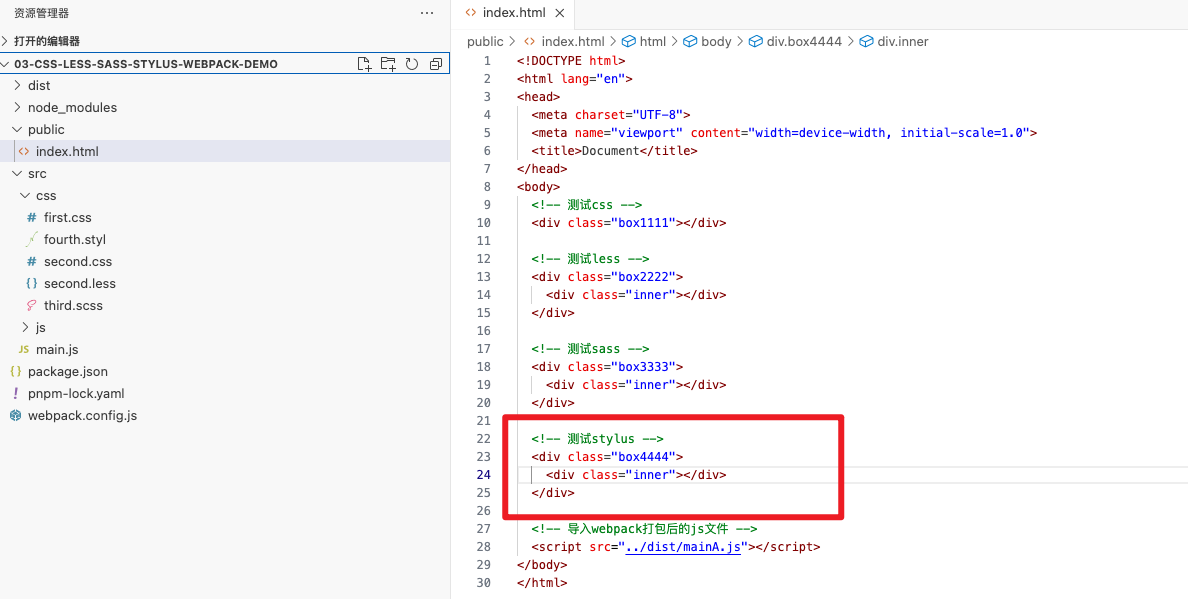 资源管理器
打开的编辑器
03-CSS-LESS-SASS-STYLUS-WEBPACK-DEMO
dist
node_modules
public
<> index.html
src
css
# first.css
fourth.styl
# second.css
{} second.less
third.scss
js
JS main.js
{} package.json
! pnpm-lock.yaml
webpack.config.js
<> index.html ×
public > <> index.html > html > body > div.box4444 > div.inner
1 <!DOCTYPE html>
2 <html lang="en">
3 <head>
4 <meta charset="UTF-8">
5 <meta name="viewport" content="width=device-width, initial-scale=1.0">
6 <title>Document</title>
7 </head>
8 <body>
9 <!-- 测试css -->
10 <div class="box1111"></div>
11
12 <!-- 测试less -->
13 <div class="box2222">
14 <div class="inner"></div>
15 </div>
16
17 <!-- 测试sass -->
18 <div class="box3333">
19 <div class="inner"></div>
20 </div>
21
22 <!-- 测试stylus -->
23 <div class="box4444">
24 <div class="inner"></div>
25 </div>
26
27 <!-- 导入webpack打包后的js文件 -->
28 <script src="../dist/mainA.js"></script>
29 </body>
30 </html>